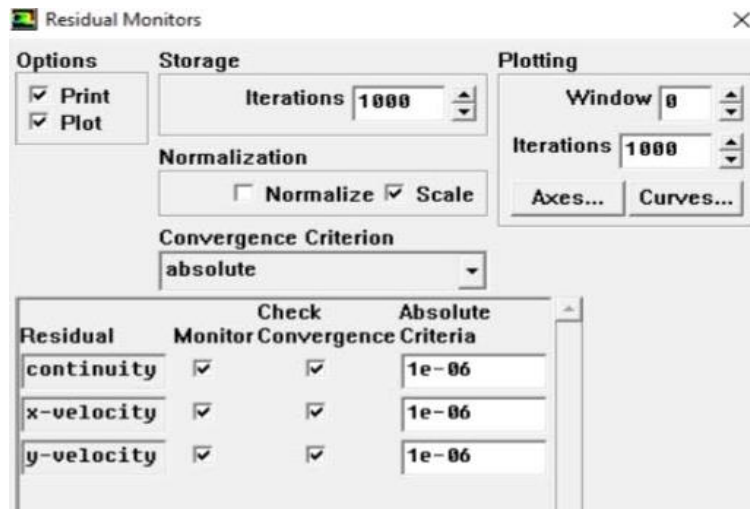 Residual Monitors
Options
Print
Plot
Storage
Iterations 1000
Normalization
Normalize Scale
Convergence Criterion
absolute
Plotting
Window 0
Iterations 1000
Axes... Curves...
Residual Monitor Check Convergence Absolute Criteria
continuity 1e-06
x-velocity 1e-06
y-velocity 1e-06